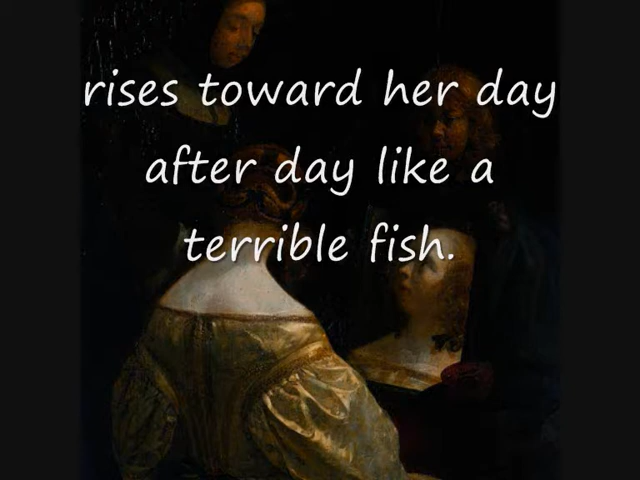 rises toward her day
after day like a
terrible fish.